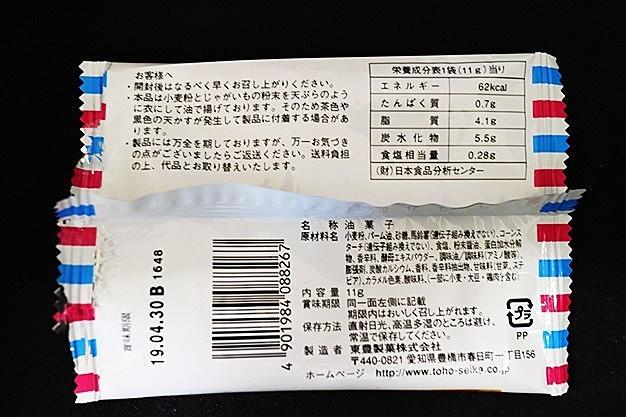 お客様へ
・開封後はなるべく早くお召し上がりください。
・本品は小麦粉とじゃがいもの粉末を天ぷらのよう
に衣にして油で揚げております。そのため茶色や
黒色の天かすが発生して製品に付着する場合があ
ります。
・製品には万全を期しておりますが、万一お気づき
の点がございましたらご返送ください。送料負担
の上、代品とお取り替えいたします。
栄養成分表1袋(11g)当り
エネルギー 62kcal
たんぱく質 0.7g
脂質 4.1g
炭水化物 5.5g
食塩相当量 0.28g
(財)日本食品分析センター
賞味期限
19.04.30 B 1648
4901984088267
名称 油菓子
原材料名 小麦粉、パーム油、砂糖、馬鈴薯(遺伝子組み換えでない)、コーンス
ターチ(遺伝子組み換えでない)、食塩、粉末醤油、蛋白加水分解
物、香辛料、酵母エキスパウダー、調味油/調味料(アミノ酸等)、
膨張剤、炭酸カルシウム、香料、香辛料抽出物、甘味料(甘草、ステ
ビア)、カラメル色素、酸味料、(一部に小麦・大豆・鶏肉を含む)
内容量 11g
賞味期限 同一面左側に記載
期限内はおいしく召し上がれます。
保存方法 直射日光、高温多湿のところは避け、
常温で保存してください。
製造者 東豊製菓株式会社
〒440-0821 愛知県豊橋市春日町一丁目156
ホームページ http://www.toho-seika.co.jp
プラ
PP